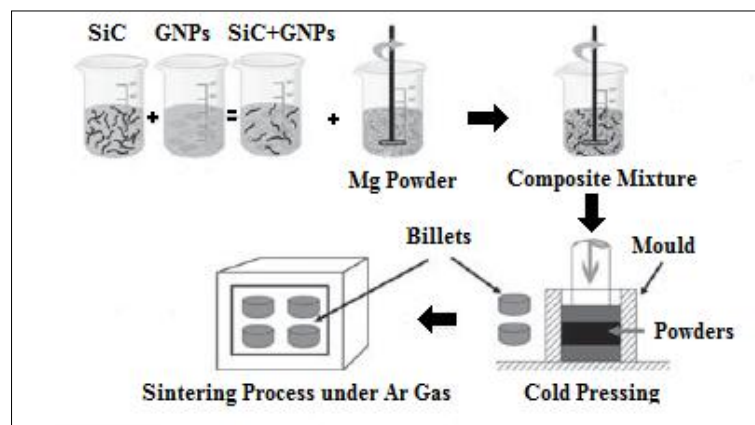 SiC GNPs SiC+GNPs
+ = +
Mg Powder
Composite Mixture
Billets
Mould
Powders
Sintering Process under Ar Gas
Cold Pressing